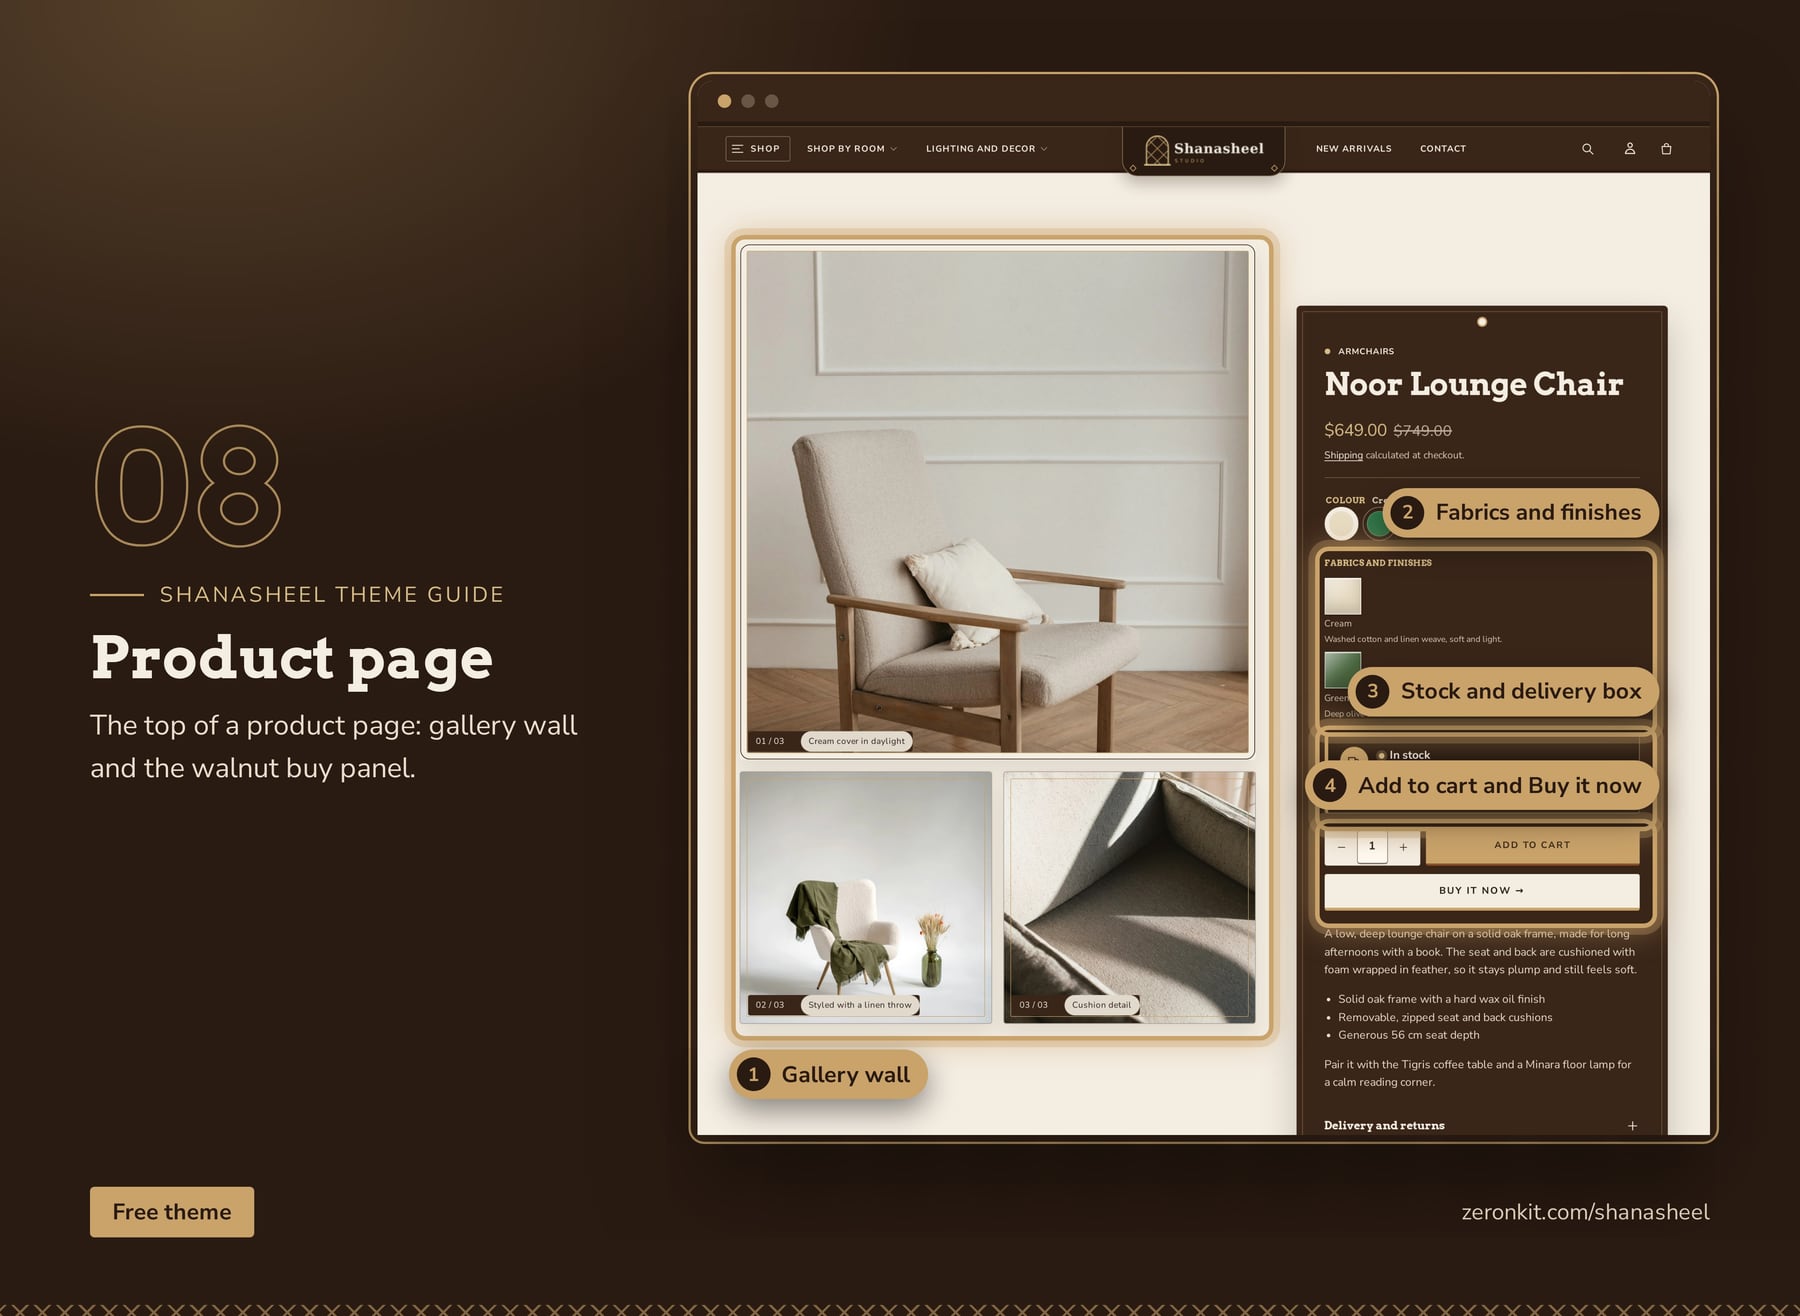 08
SHANASHEEL THEME GUIDE
Product page
The top of a product page: gallery wall
and the walnut buy panel.
Free theme
SHOP
SHOP BY ROOM
LIGHTING AND DECOR
Shanasheel
STUDIO
NEW ARRIVALS
CONTACT
01 / 03 Cream cover in daylight
02 / 03 Styled with a linen throw
03 / 03 Cushion detail
1 Gallery wall
ARMCHAIRS
Noor Lounge Chair
$649.00 $749.00
Shipping calculated at checkout.
COLOUR
2 Fabrics and finishes
FABRICS AND FINISHES
Cream
Washed cotton and linen weave, soft and light.
3 Stock and delivery box
Green
Deep
In stock
4 Add to cart and Buy it now
− 1 + ADD TO CART
BUY IT NOW →
A low, deep lounge chair on a solid oak frame, made for long
afternoons with a book. The seat and back are cushioned with
foam wrapped in feather, so it stays plump and still feels soft.
• Solid oak frame with a hard wax oil finish
• Removable, zipped seat and back cushions
• Generous 56 cm seat depth
Pair it with the Tigris coffee table and a Minara floor lamp for
a calm reading corner.
Delivery and returns +
zeronkit.com/shanasheel